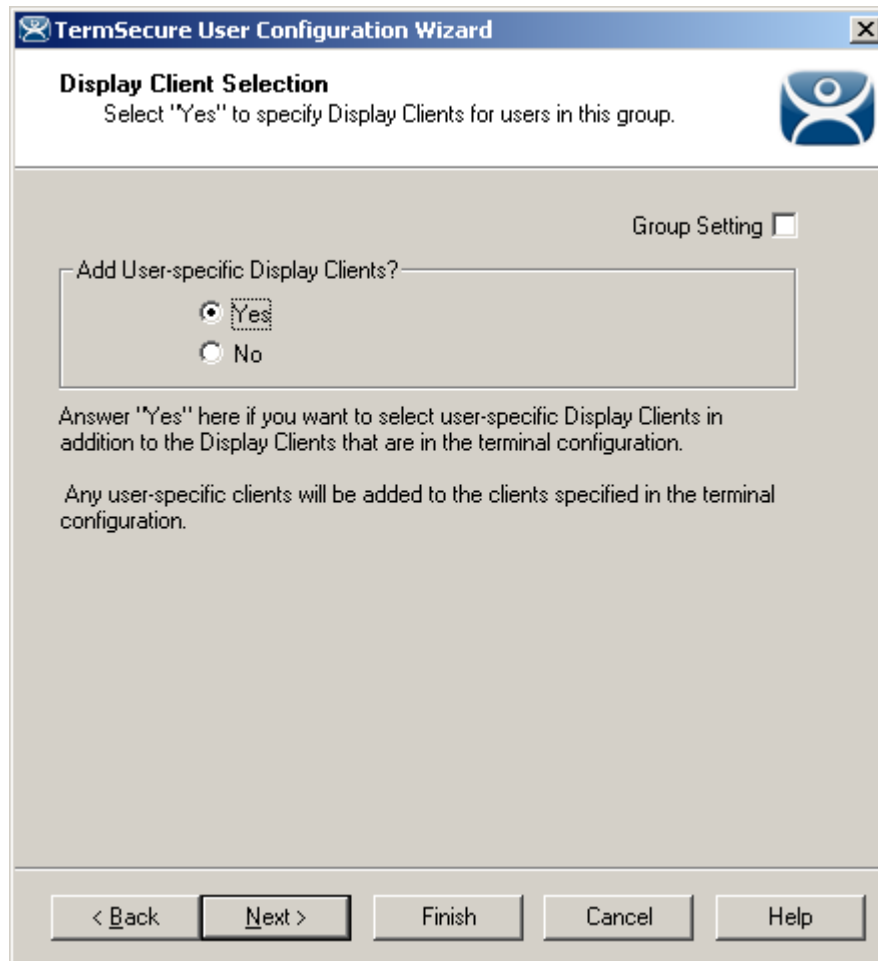 TermSecure User Configuration Wizard
Display Client Selection
Select "Yes" to specify Display Clients for users in this group.
Group Setting
Add User-specific Display Clients?
Yes
No
Answer "Yes" here if you want to select user-specific Display Clients in
addition to the Display Clients that are in the terminal configuration.
Any user-specific clients will be added to the clients specified in the terminal
configuration.
< Back
Next >
Finish
Cancel
Help